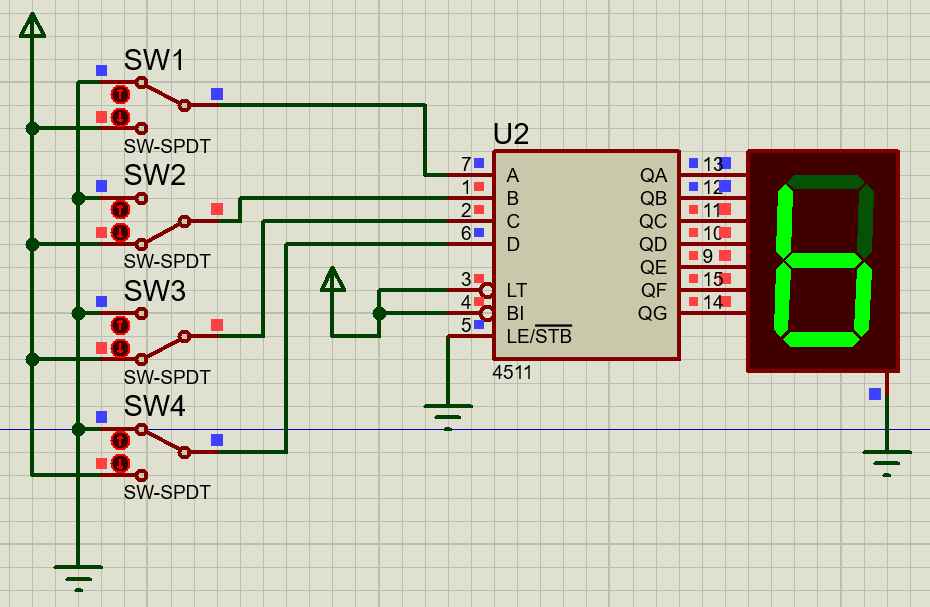 SW1
SW-SPDT
SW2
SW-SPDT
SW3
SW-SPDT
SW4
SW-SPDT
U2
7 A QA 13
1 B QB 12
2 C QC 11
6 D QD 10
QE 9
3 LT QF 15
4 BI QG 14
5 LE/STB
4511